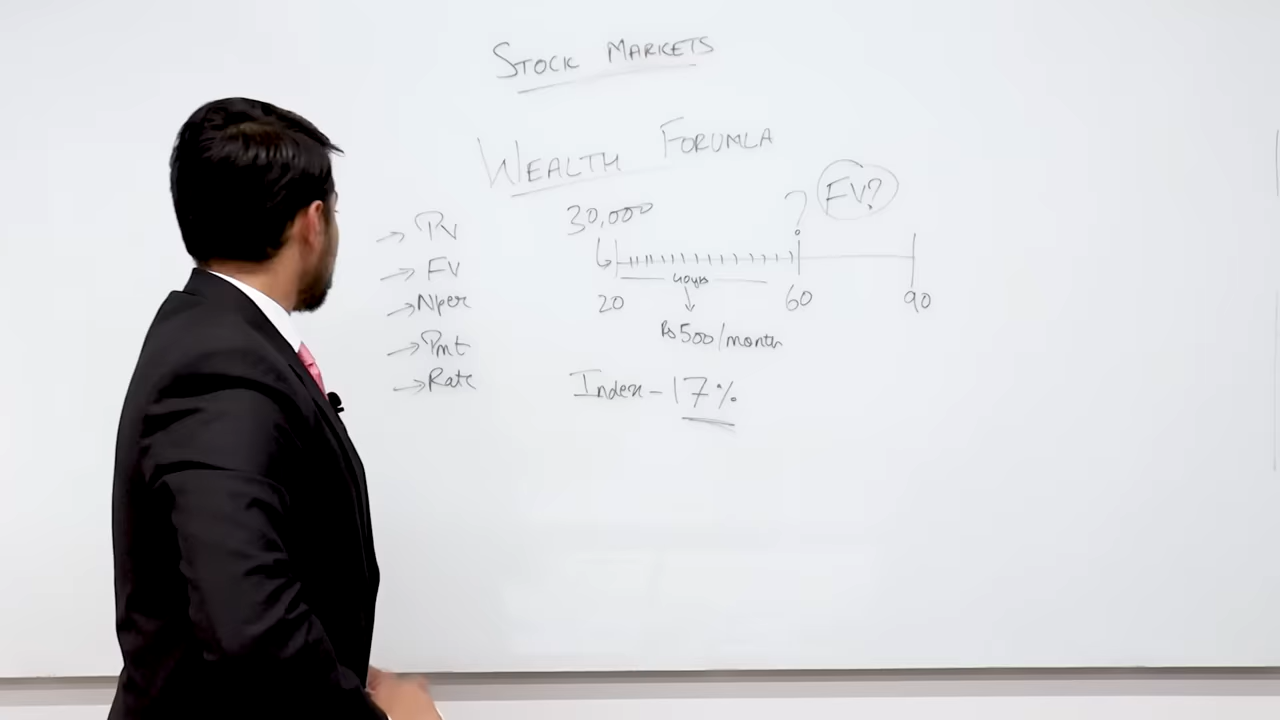 STOCK MARKETS
WEALTH FORUMLA
→ Pv
→ FV
→ Nper
→ Pmt
→ Rate
30,000
? FV?
40yrs
20 60 90
Rs500/month
Index - 17%